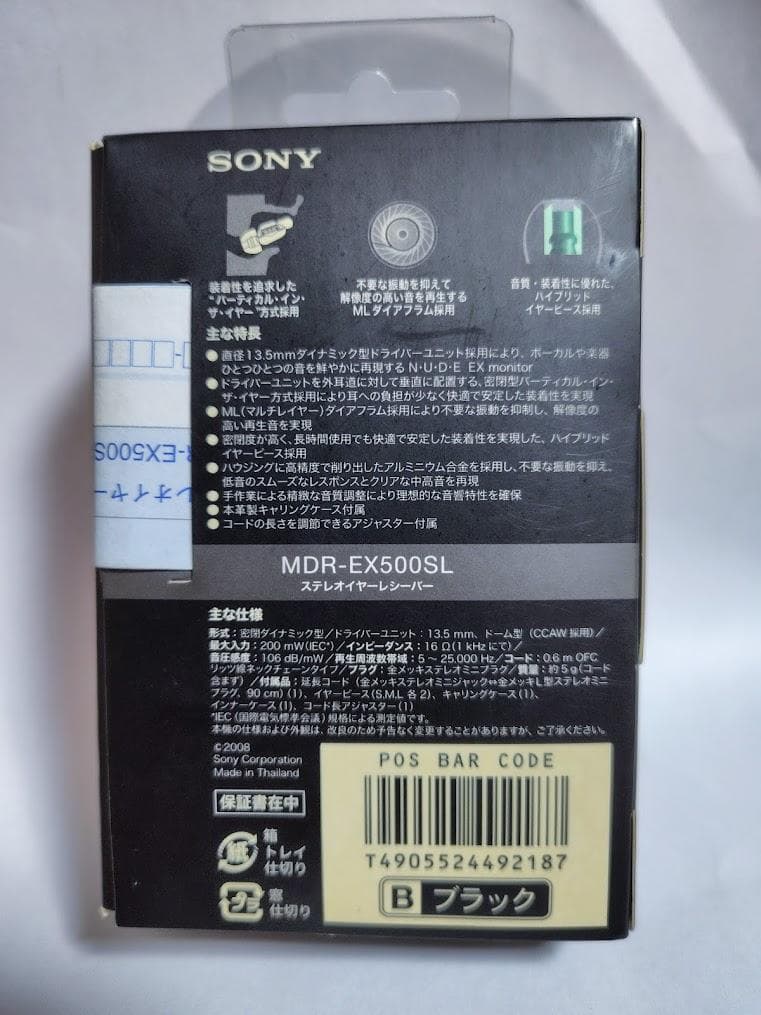 SONY
装着性を追求した
"バーティカル・イン・
ザ・イヤー"方式採用
不要な振動を抑えて
解像度の高い音を再生する
MLダイアフラム採用
音質・装着性に優れた、
ハイブリッド
イヤーピース採用
主な特長
● 直径13.5mmダイナミック型ドライバーユニット採用により、ボーカルや楽器
ひとつひとつの音を鮮やかに再現する N・U・D・E EX monitor
● ドライバーユニットを外耳道に対して垂直に配置する、密閉型バーティカル・イン・
ザ・イヤー方式採用により耳への負担が少なく快適で安定した装着性を実現
● ML(マルチレイヤー)ダイアフラム採用により不要な振動を抑制し、解像度の
高い再生音を実現
● 密閉度が高く、長時間使用でも快適で安定した装着性を実現した、ハイブリッド
イヤーピース採用
● ハウジングに高精度で削り出したアルミニウム合金を採用し、不要な振動を抑え、
低音のスムーズなレスポンスとクリアな中高音を再現
● 手作業による精緻な音質調整により理想的な音響特性を確保
● 本革製キャリングケース付属
● コードの長さを調節できるアジャスター付属
R-EX500S
レオイヤー
MDR-EX500SL
ステレオイヤーレシーバー
主な仕様
形式：密閉ダイナミック型／ドライバーユニット：13.5 mm、ドーム型 (CCAW 採用)／
最大入力：200 mW(IEC*)／インピーダンス：16 Ω(1 kHzにて)／
音圧感度：106 dB/mW／再生周波数帯域：5 ～ 25,000 Hz／コード：0.6 m OFC
リッツ線ネックチェーンタイプ／プラグ：金メッキステレオミニプラグ／質量：約5g(コード
含まず)／付属品：延長コード(金メッキステレオミニジャック⇔金メッキL型ステレオミニ
プラグ、90 cm)(1)、イヤーピース(S.M.L 各2)、キャリングケース(1)、
インナーケース(1)、コード長アジャスター(1)
*IEC(国際電気標準会議)規格による測定値です。
本機の仕様および外観は、改良のため予告なく変更することがありますが、ご了承ください。
©2008
Sony Corporation
Made in Thailand
保証書在中
紙
箱
トレイ
仕切り
プラ
窓
仕切り
POS BAR CODE
T4905524492187
B ブラック